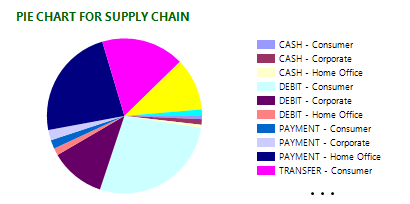 PIE CHART FOR SUPPLY CHAIN
CASH - Consumer
CASH - Corporate
CASH - Home Office
DEBIT - Consumer
DEBIT - Corporate
DEBIT - Home Office
PAYMENT - Consumer
PAYMENT - Corporate
PAYMENT - Home Office
TRANSFER - Consumer
• • •